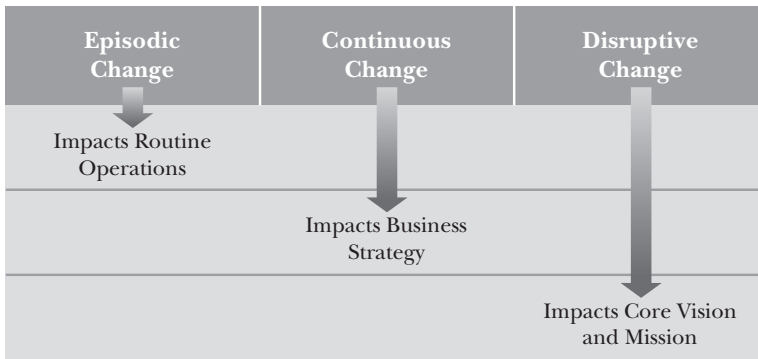 Episodic
Change
Continuous
Change
Disruptive
Change
Impacts Routine
Operations
Impacts Business
Strategy
Impacts Core Vision
and Mission